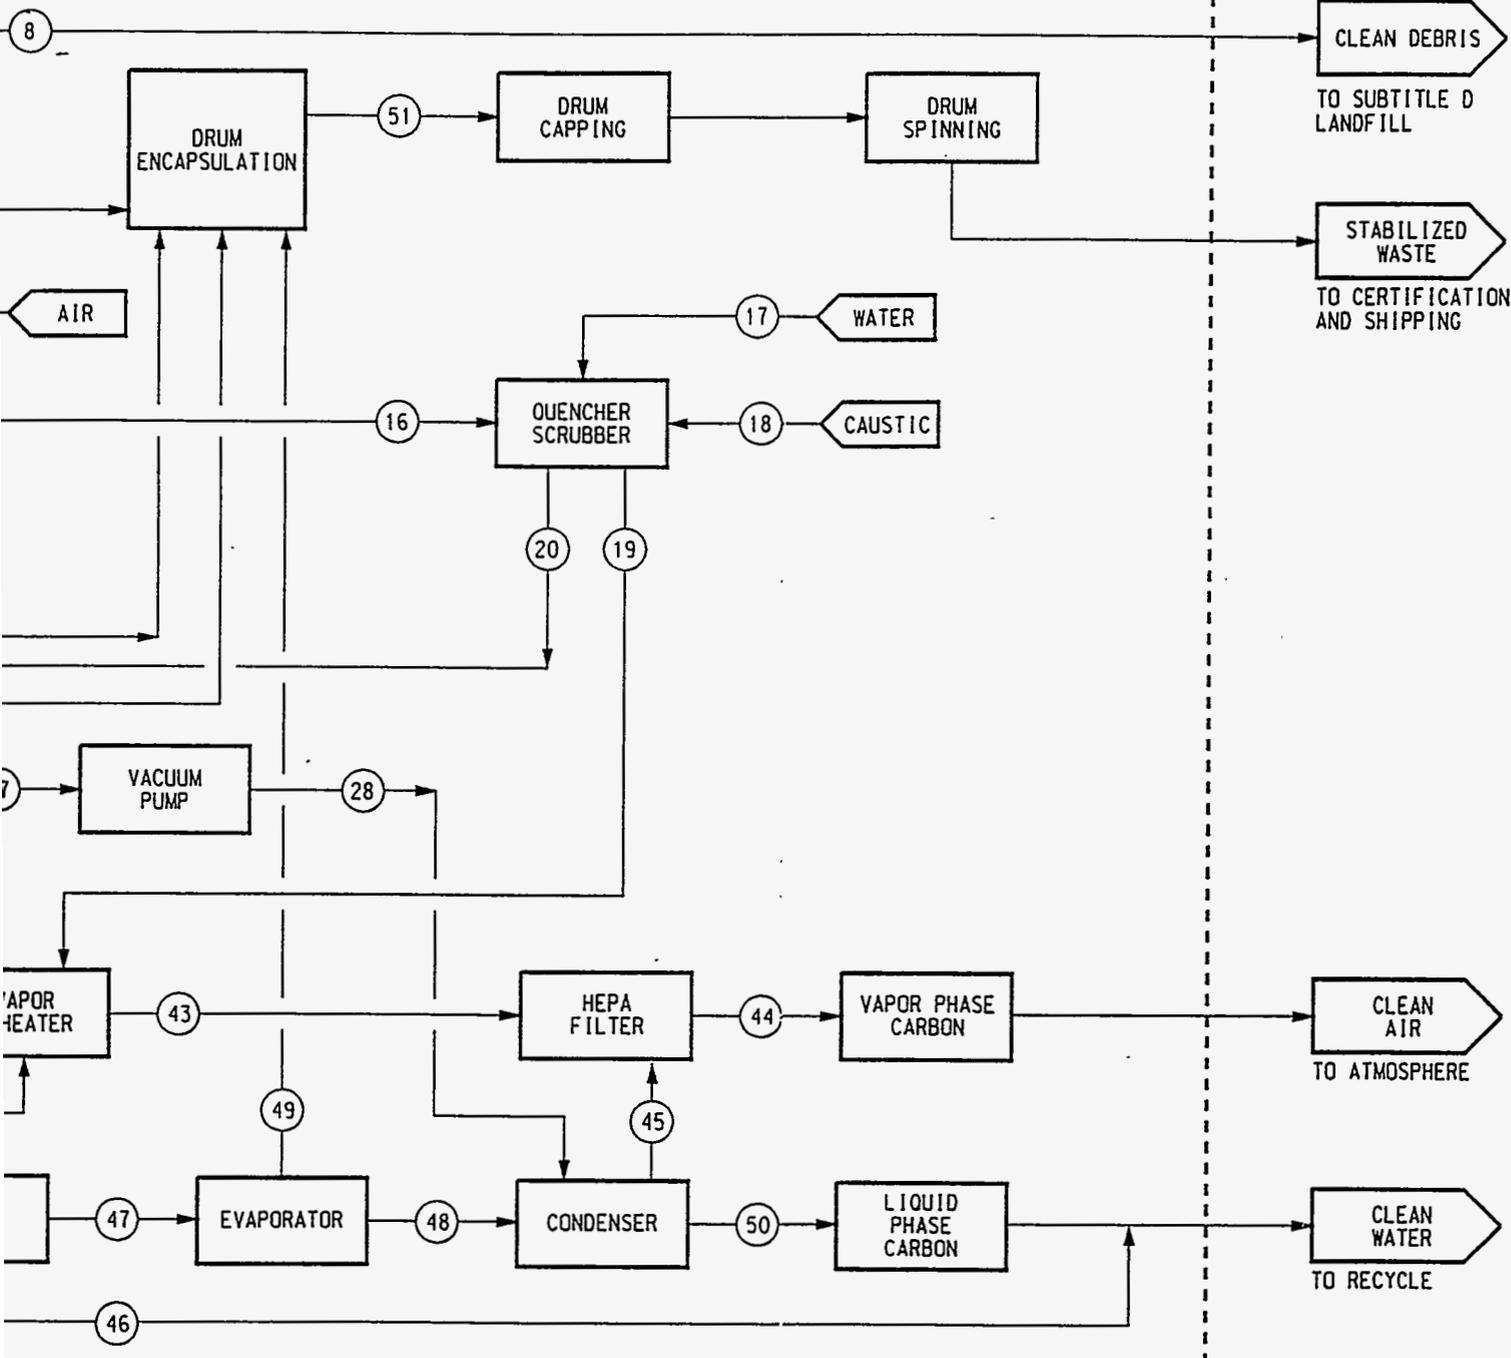 8
CLEAN DEBRIS
TO SUBTITLE D
LANDFILL
DRUM
ENCAPSULATION
51
DRUM
CAPPING
DRUM
SPINNING
STABILIZED
WASTE
TO CERTIFICATION
AND SHIPPING
AIR
17
WATER
16
QUENCHER
SCRUBBER
18
CAUSTIC
20
19
7
VACUUM
PUMP
28
VAPOR
HEATER
43
HEPA
FILTER
44
VAPOR PHASE
CARBON
CLEAN
AIR
TO ATMOSPHERE
49
45
47
EVAPORATOR
48
CONDENSER
50
LIQUID
PHASE
CARBON
CLEAN
WATER
TO RECYCLE
46